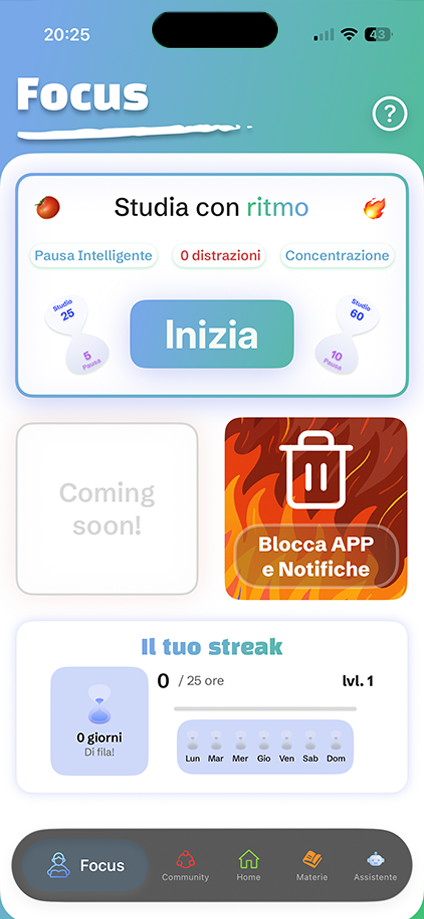 20:25
43
Focus
?
Studia con ritmo
Pausa Intelligente
0 distrazioni
Concentrazione
Studio
25
5
Pausa
Inizia
Studio
60
10
Pausa
Coming
soon!
Blocca APP
e Notifiche
Il tuo streak
0 / 25 ore
lvl. 1
0 giorni
Di fila!
Lun Mar Mer Gio Ven Sab Dom
Focus
Community
Home
Materie
Assistente